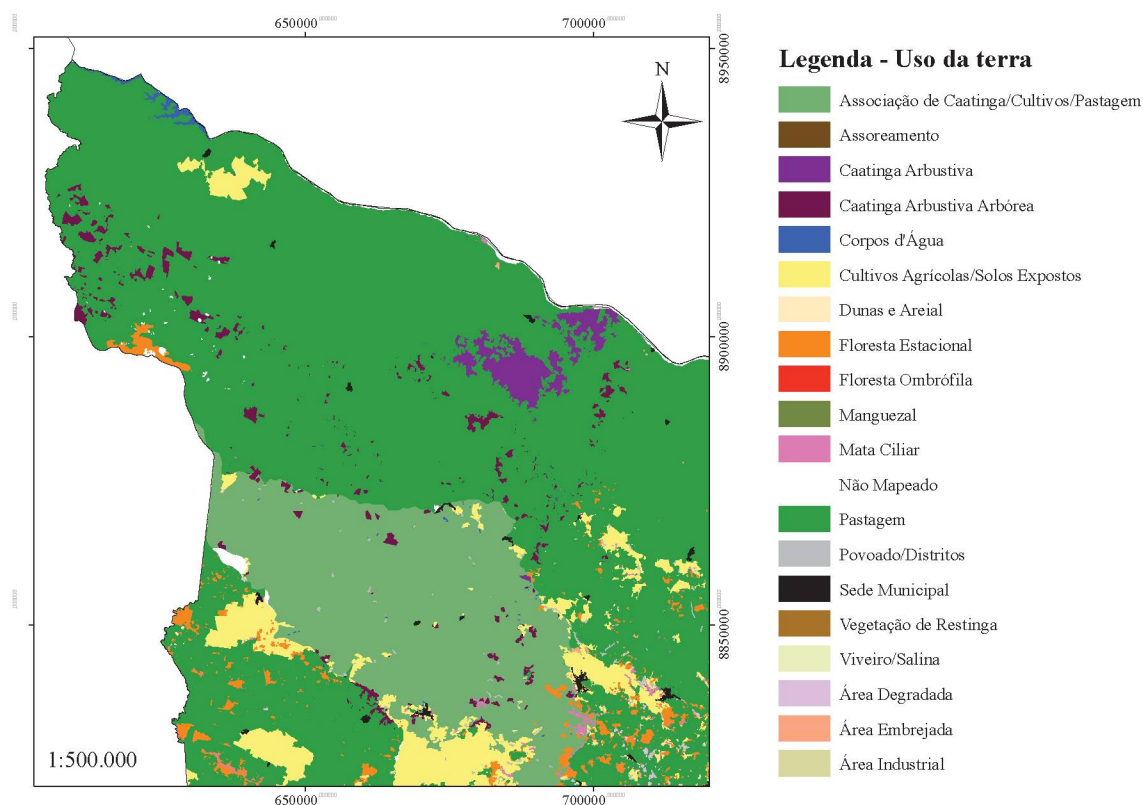 650000
700000
8950000
N
8900000
8850000
1:500.000
650000
700000
Legenda - Uso da terra
Associação de Caatinga/Cultivos/Pastagem
Assoreamento
Caatinga Arbustiva
Caatinga Arbustiva Arbórea
Corpos d'Água
Cultivos Agrícolas/Solos Expostos
Dunas e Areial
Floresta Estacional
Floresta Ombrófila
Manguezal
Mata Ciliar
Não Mapeado
Pastagem
Povoado/Distritos
Sede Municipal
Vegetação de Restinga
Viveiro/Salina
Área Degradada
Área Embrejada
Área Industrial